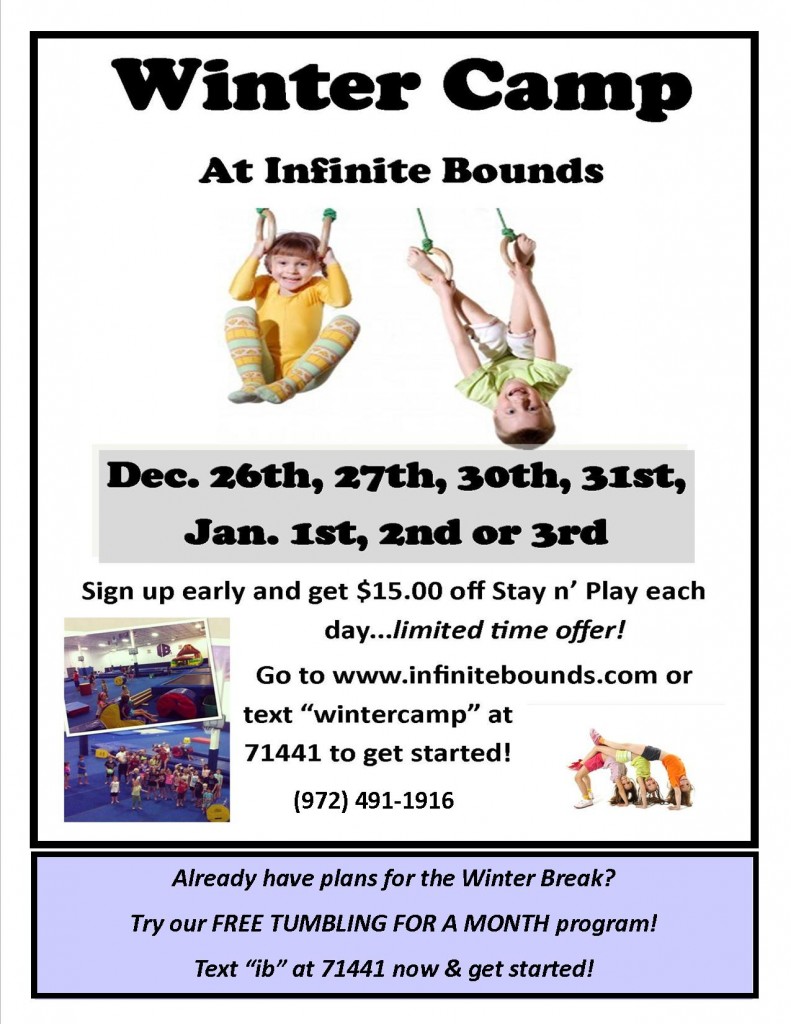 Winter Camp
At Infinite Bounds
Dec. 26th, 27th, 30th, 31st,
Jan. 1st, 2nd or 3rd
Sign up early and get $15.00 off Stay n’ Play each
day...limited time offer!
Go to www.infinitebounds.com or
text “wintercamp” at
71441 to get started!
(972) 491-1916
Already have plans for the Winter Break?
Try our FREE TUMBLING FOR A MONTH program!
Text “ib” at 71441 now & get started!